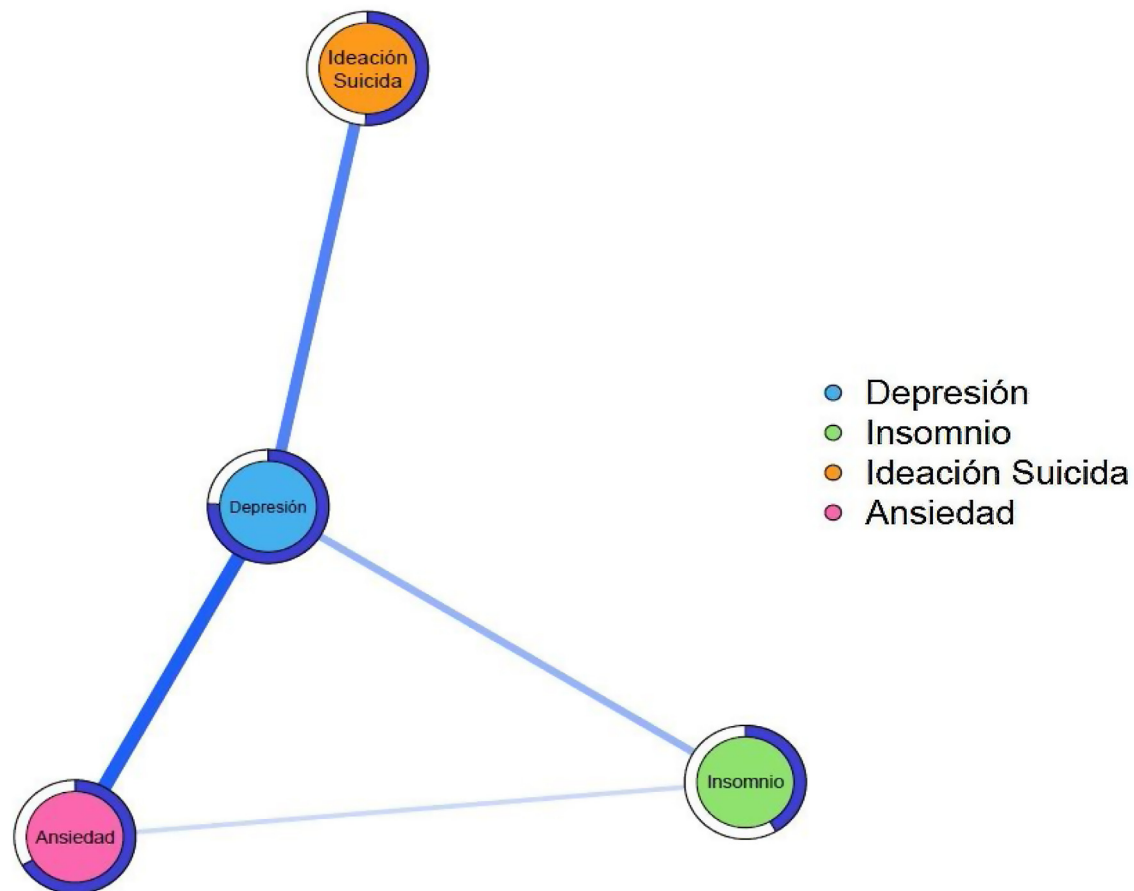 Ideación
Suicida
Depresión
Insomnio
Ansiedad
Depresión
Insomnio
Ideación Suicida
Ansiedad